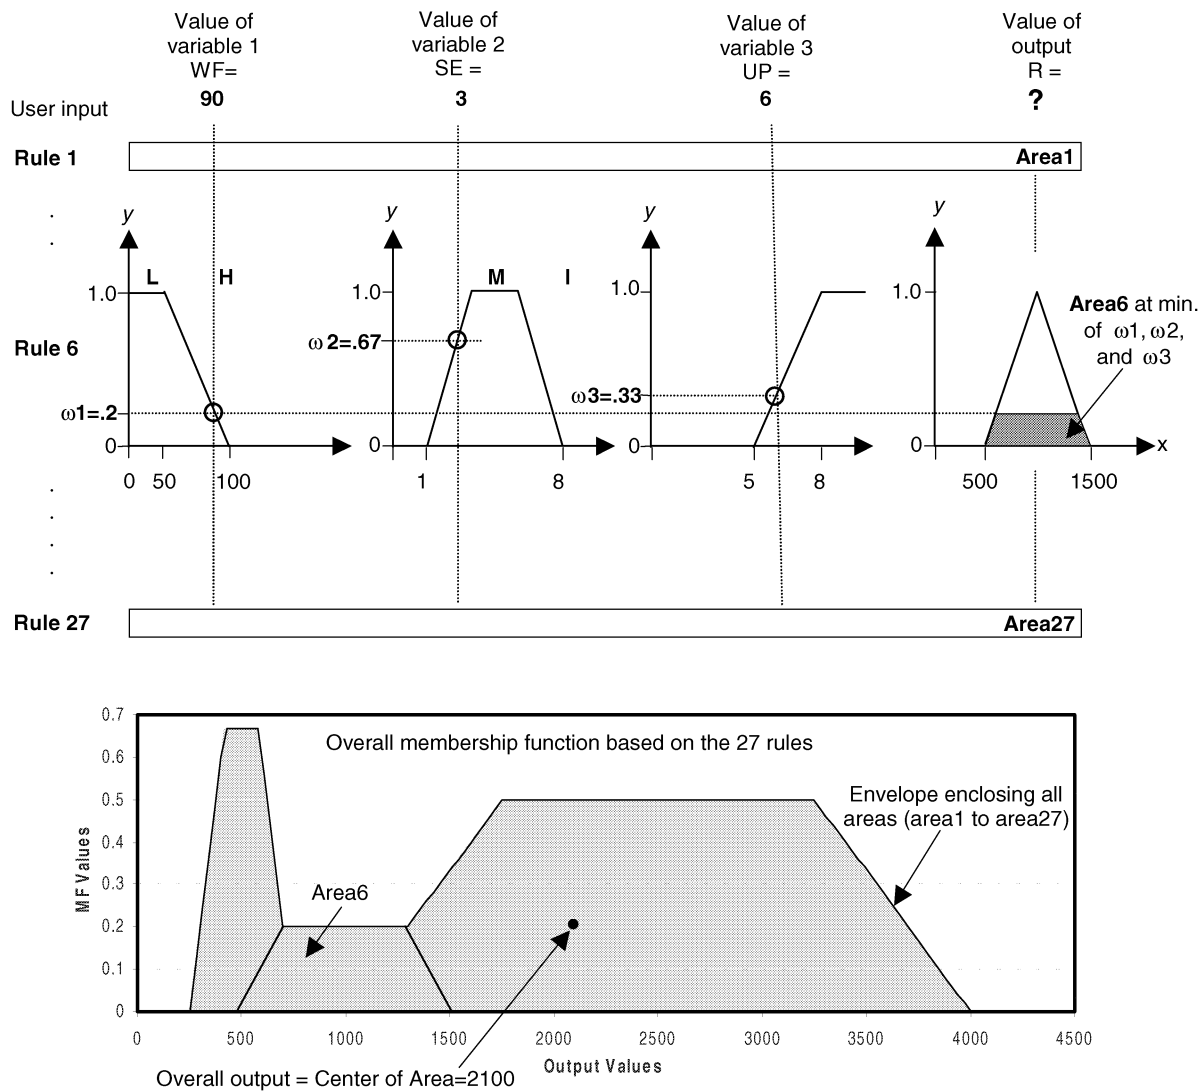 Value of
variable 1
WF=
90
Value of
variable 2
SE =
3
Value of
variable 3
UP =
6
Value of
output
R =
?
User input
Rule 1
Area1
y
y
y
y
L
H
M
I
1.0
1.0
1.0
1.0
Area6 at min.
of ω1, ω2,
and ω3
Rule 6
ω2=.67
ω3=.33
ω1=.2
0
0
0
0
x
0
50
100
1
8
5
8
500
1500
Rule 27
Area27
0.7
0.6
0.5
0.4
0.3
0.2
0.1
0
MF Values
Overall membership function based on the 27 rules
Envelope enclosing all
areas (area1 to area27)
Area6
0
500
1000
1500
2000
2500
3000
3500
4000
4500
Output Values
Overall output = Center of Area=2100